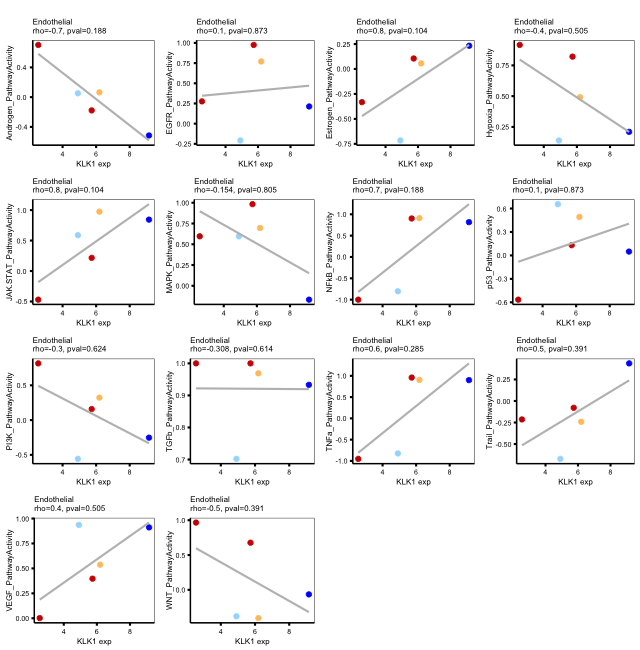 Endothelial
rho=-0.7, pval=0.188
Androgen_PathwayActivity
0.4
0.0
-0.4
4 6 8
KLK1 exp
Endothelial
rho=0.1, pval=0.873
EGFR_PathwayActivity
1.00
0.75
0.50
0.25
0.00
-0.25
4 6 8
KLK1 exp
Endothelial
rho=0.8, pval=0.104
Estrogen_PathwayActivity
0.25
0.00
-0.25
-0.50
-0.75
4 6 8
KLK1 exp
Endothelial
rho=-0.4, pval=0.505
Hypoxia_PathwayActivity
0.75
0.50
0.25
4 6 8
KLK1 exp
Endothelial
rho=0.8, pval=0.104
JAK.STAT_PathwayActivity
1.0
0.5
0.0
-0.5
4 6 8
KLK1 exp
Endothelial
rho=-0.154, pval=0.805
MAPK_PathwayActivity
1.00
0.75
0.50
0.25
0.00
4 6 8
KLK1 exp
Endothelial
rho=0.7, pval=0.188
NFkB_PathwayActivity
1.0
0.5
0.0
-0.5
-1.0
4 6 8
KLK1 exp
Endothelial
rho=0.1, pval=0.873
p53_PathwayActivity
0.6
0.3
0.0
-0.3
-0.6
4 6 8
KLK1 exp
Endothelial
rho=-0.3, pval=0.624
PI3K_PathwayActivity
0.5
0.0
-0.5
4 6 8
KLK1 exp
Endothelial
rho=-0.308, pval=0.614
TGFb_PathwayActivity
1.0
0.9
0.8
0.7
4 6 8
KLK1 exp
Endothelial
rho=0.6, pval=0.285
TNFa_PathwayActivity
1.0
0.5
0.0
-0.5
-1.0
4 6 8
KLK1 exp
Endothelial
rho=0.5, pval=0.391
Trail_PathwayActivity
0.25
0.00
-0.25
-0.50
4 6 8
KLK1 exp
Endothelial
rho=0.4, pval=0.505
VEGF_PathwayActivity
1.00
0.75
0.50
0.25
0.00
4 6 8
KLK1 exp
Endothelial
rho=-0.5, pval=0.391
WNT_PathwayActivity
1.0
0.5
0.0
4 6 8
KLK1 exp